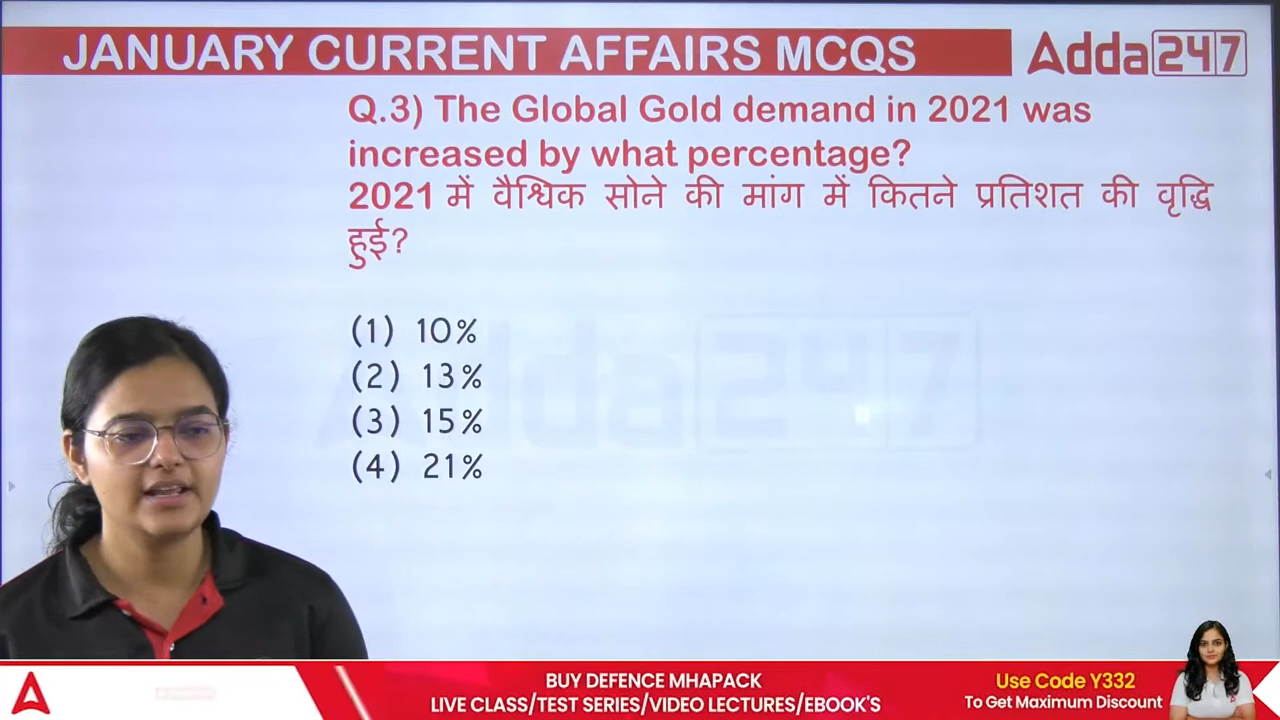 JANUARY CURRENT AFFAIRS MCQS
Adda247
Q.3) The Global Gold demand in 2021 was
increased by what percentage?
2021 में वैश्विक सोने की मांग में कितने प्रतिशत की वृद्धि
हुई?
(1) 10%
(2) 13%
(3) 15%
(4) 21%
Adda247
BUY DEFENCE MHAPACK
LIVE CLASS/TEST SERIES/VIDEO LECTURES/EBOOK'S
Use Code Y332
To Get Maximum Discount